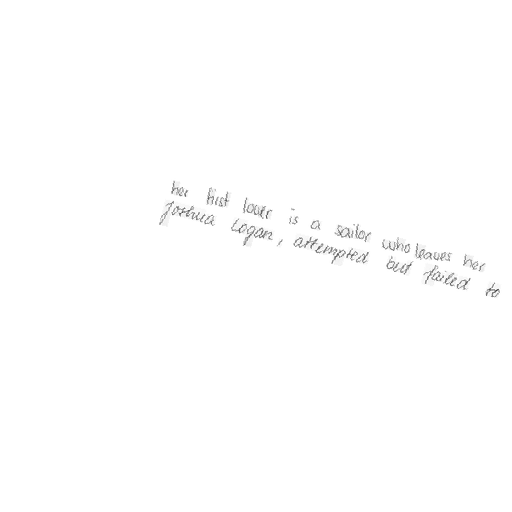 her first lover is a sailor who leaves her
Joshua Logan, attempted but failed to